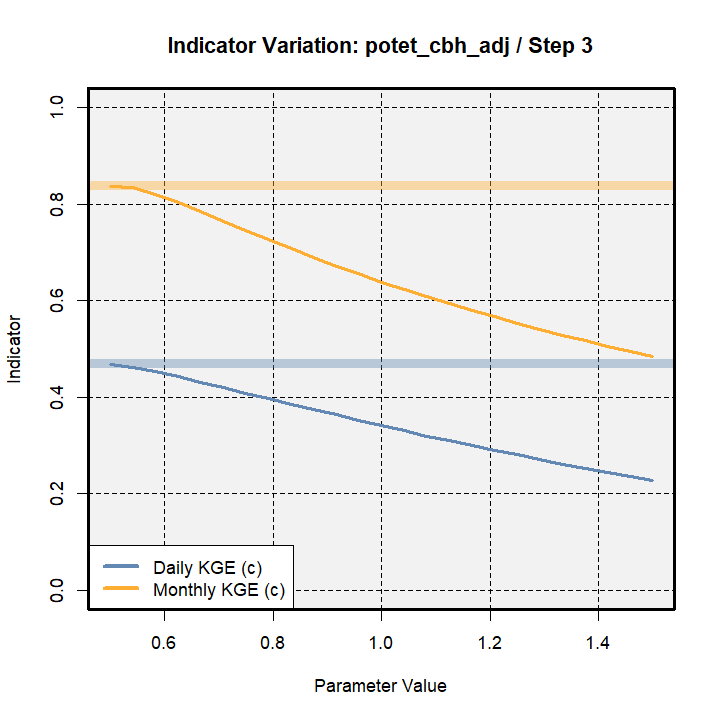 Indicator Variation: potet_cbh_adj / Step 3
Indicator
1.0
0.8
0.6
0.4
0.2
0.0
Daily KGE (c)
Monthly KGE (c)
0.6 0.8 1.0 1.2 1.4
Parameter Value